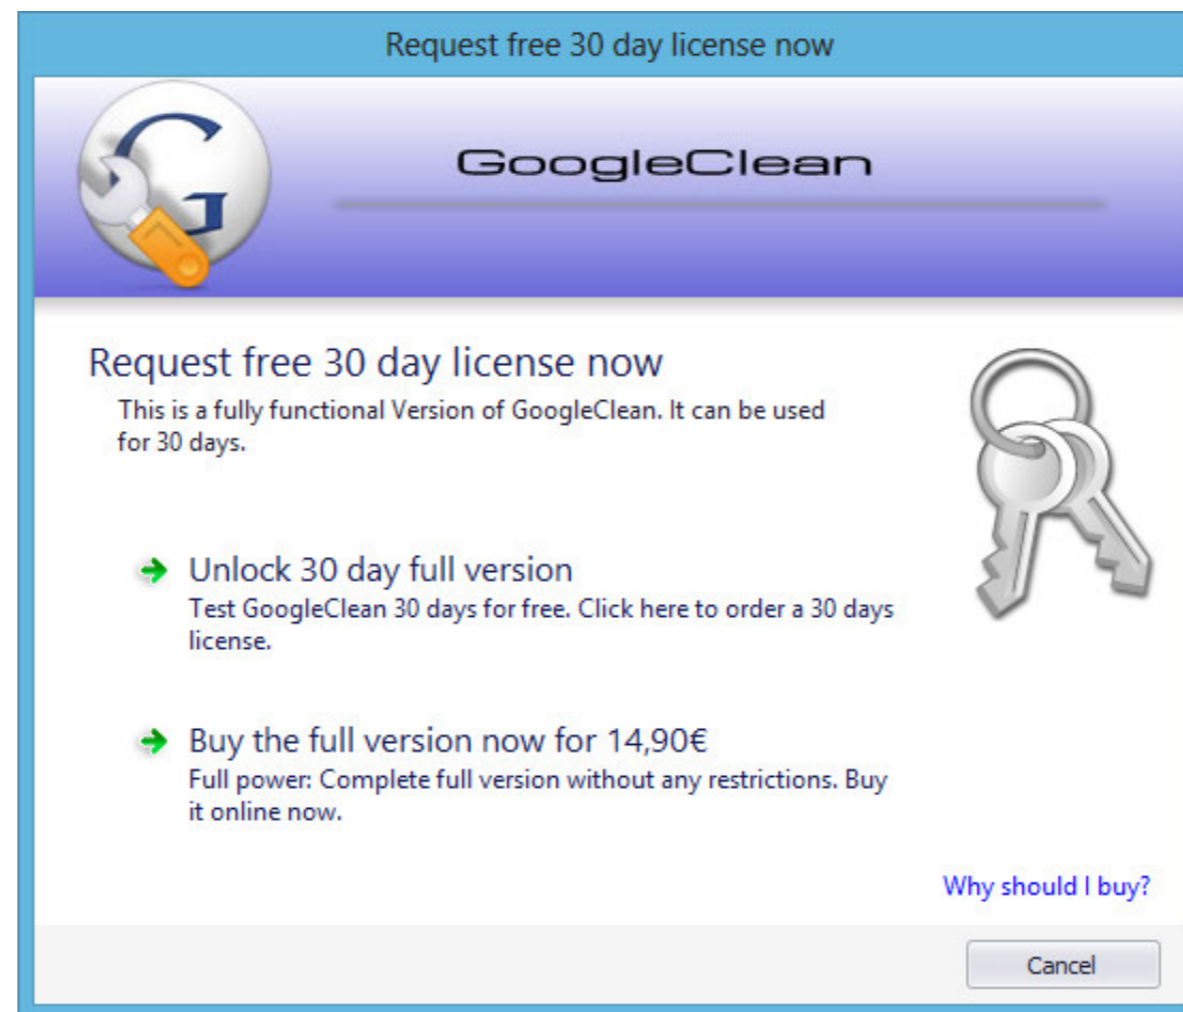 Request free 30 day license now
G
GoogleClean
Request free 30 day license now
This is a fully functional Version of GoogleClean. It can be used
for 30 days.
Unlock 30 day full version
Test GoogleClean 30 days for free. Click here to order a 30 days
license.
Buy the full version now for 14,90€
Full power: Complete full version without any restrictions. Buy
it online now.
Why should I buy?
Cancel